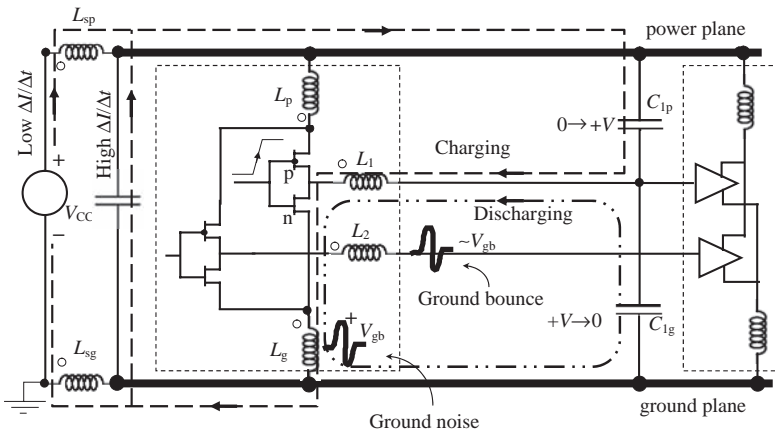 L_sp
power plane
Low ΔI/Δt
High ΔI/Δt
L_p
C_1p
0→+V
L_1
Charging
p
+
V_CC
n
Discharging
−
L_2
~V_gb
Ground bounce
+
V_gb
+V→0
C_1g
L_sg
L_g
ground plane
Ground noise